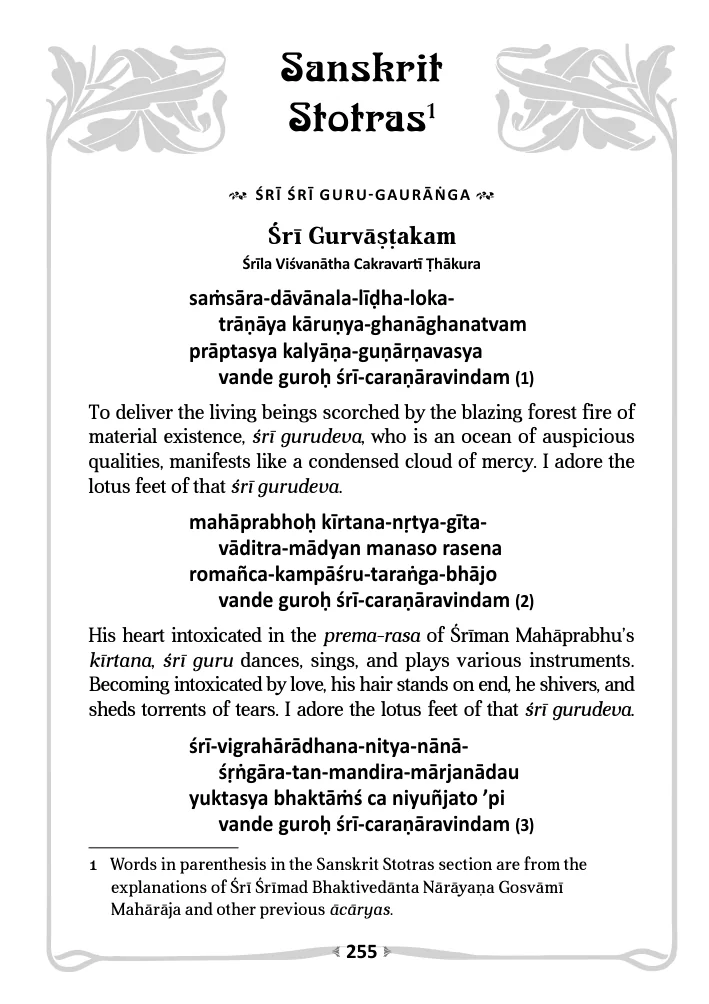 Sanskrit
Stotras¹
ŚRĪ ŚRĪ GURU-GAURĀṄGA
Śrī Gurvāṣṭakam
Śrīla Viśvanātha Cakravartī Ṭhākura
saṁsāra-dāvānala-līḍha-loka-
trāṇāya kāruṇya-ghanāghanatvam
prāptasya kalyāṇa-guṇārṇavasya
vande guroḥ śrī-caraṇāravindam (1)
To deliver the living beings scorched by the blazing forest fire of
material existence, śrī gurudeva, who is an ocean of auspicious
qualities, manifests like a condensed cloud of mercy. I adore the
lotus feet of that śrī gurudeva.
mahāprabhoḥ kīrtana-nṛtya-gīta-
vāditra-mādyan manaso rasena
romañca-kampāśru-taraṅga-bhājo
vande guroḥ śrī-caraṇāravindam (2)
His heart intoxicated in the prema-rasa of Śrīman Mahāprabhu’s
kīrtana, śrī guru dances, sings, and plays various instruments.
Becoming intoxicated by love, his hair stands on end, he shivers, and
sheds torrents of tears. I adore the lotus feet of that śrī gurudeva.
śrī-vigrahārādhana-nitya-nānā-
śṛṅgāra-tan-mandira-mārjanādau
yuktasya bhaktāṁś ca niyuñjato ’pi
vande guroḥ śrī-caraṇāravindam (3)
1 Words in parenthesis in the Sanskrit Stotras section are from the
explanations of Śrī Śrīmad Bhaktivedānta Nārāyaṇa Gosvāmī
Mahārāja and other previous ācāryas.
255